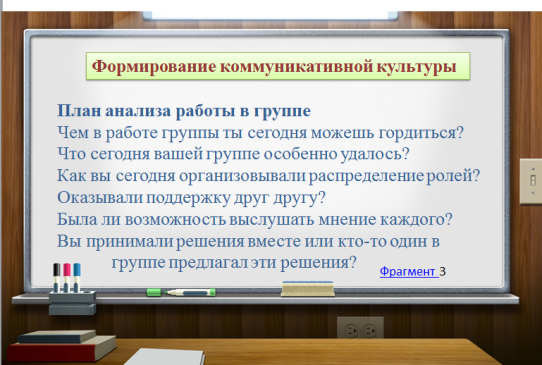 Формирование коммуникативной культуры
План анализа работы в группе
Чем в работе группы ты сегодня можешь гордиться?
Что сегодня вашей группе особенно удалось?
Как вы сегодня организовывали распределение ролей?
Оказывали поддержку друг другу?
Была ли возможность выслушать мнение каждого?
Вы принимали решения вместе или кто-то один в
группе предлагал эти решения?
Фрагмент 3